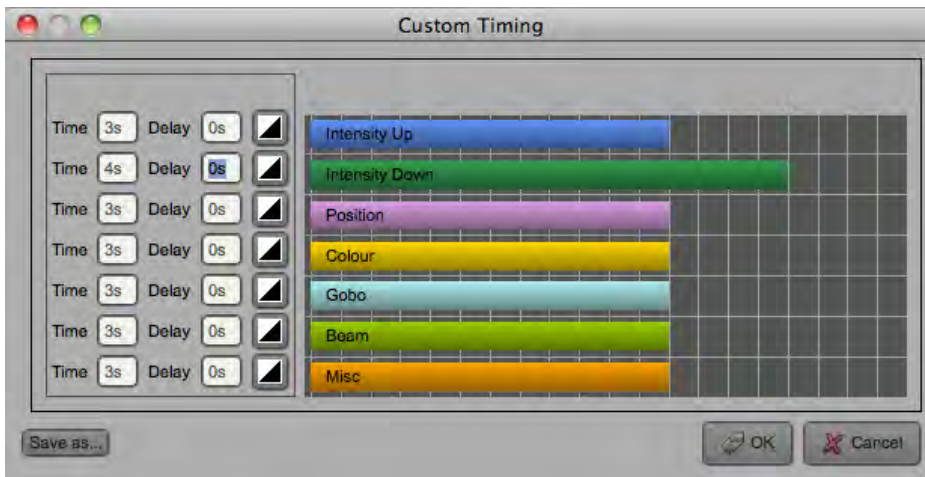 Custom Timing
Time 3s Delay 0s Intensity Up
Time 4s Delay 0s Intensity Down
Time 3s Delay 0s Position
Time 3s Delay 0s Colour
Time 3s Delay 0s Gobo
Time 3s Delay 0s Beam
Time 3s Delay 0s Misc
Save as... OK Cancel